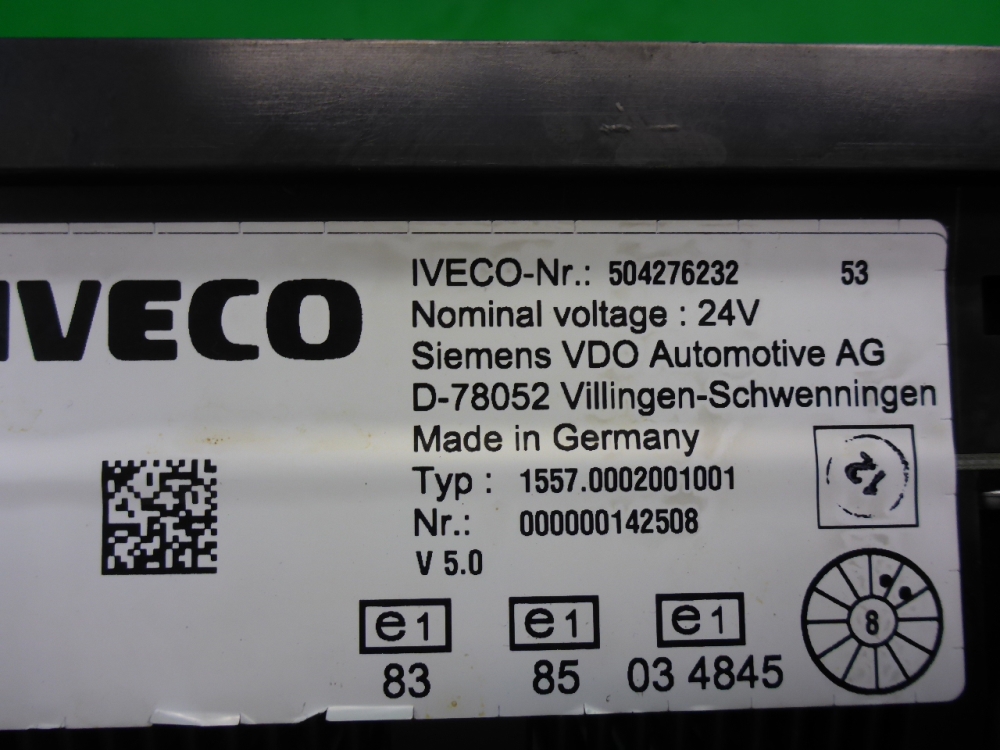 IVECO
IVECO-Nr.: 504276232 53
Nominal voltage : 24V
Siemens VDO Automotive AG
D-78052 Villingen-Schwenningen
Made in Germany
Typ : 1557.0002001001
Nr.: 000000142508
V 5.0
12
8
e1 e1 e1
83 85 03 4845